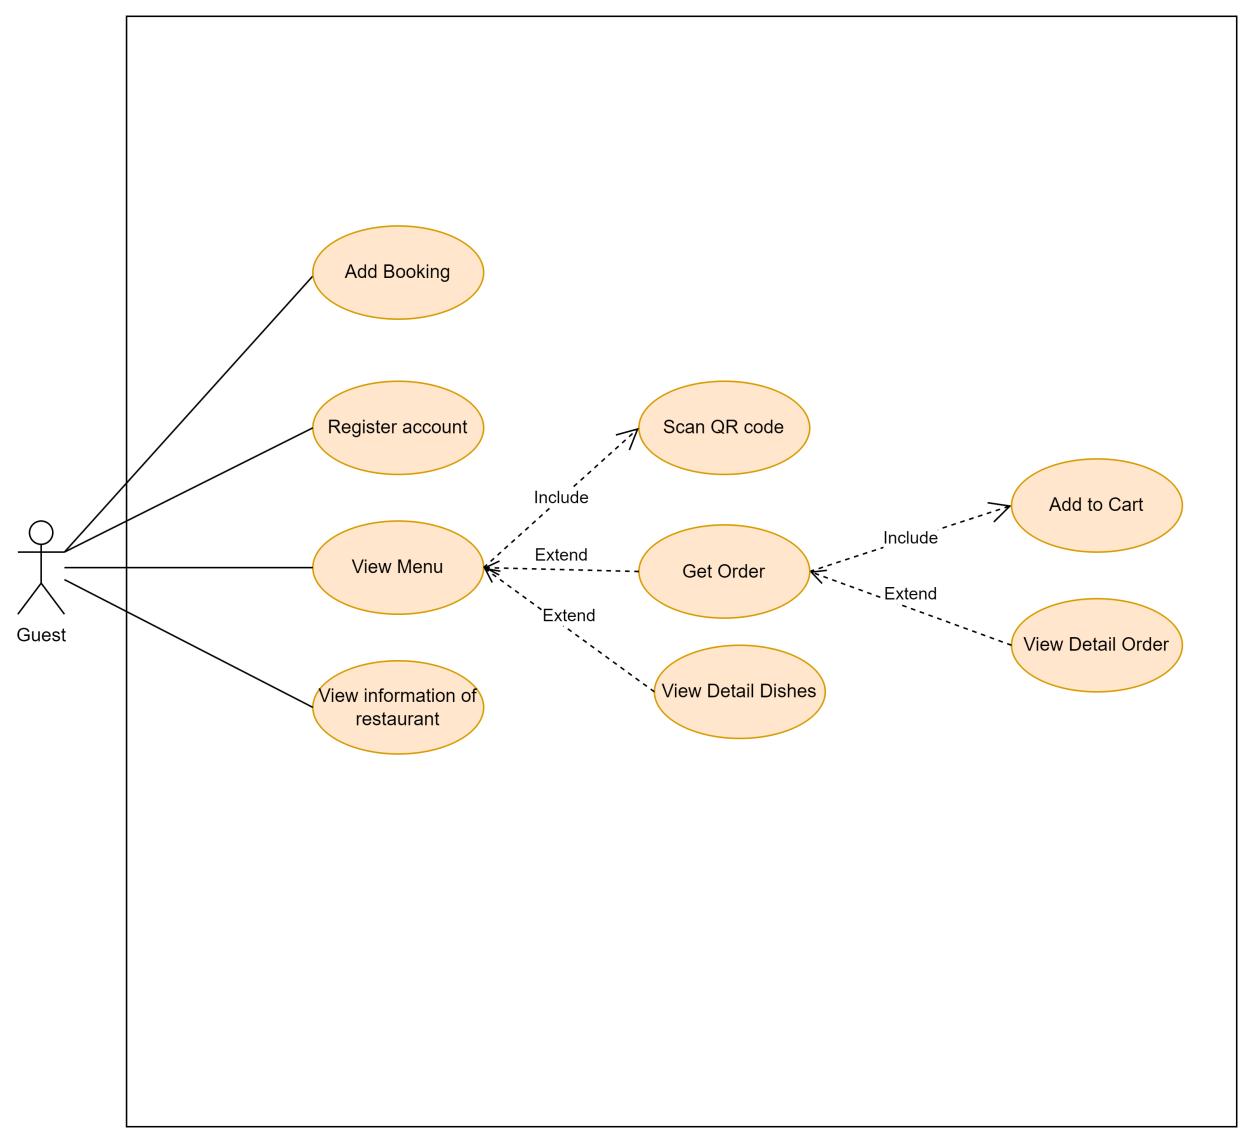 Add Booking
Register account
Scan QR code
Include
Add to Cart
Include
Extend
View Menu
Get Order
Extend
Extend
Guest
View Detail Order
View Detail Dishes
View information of
restaurant